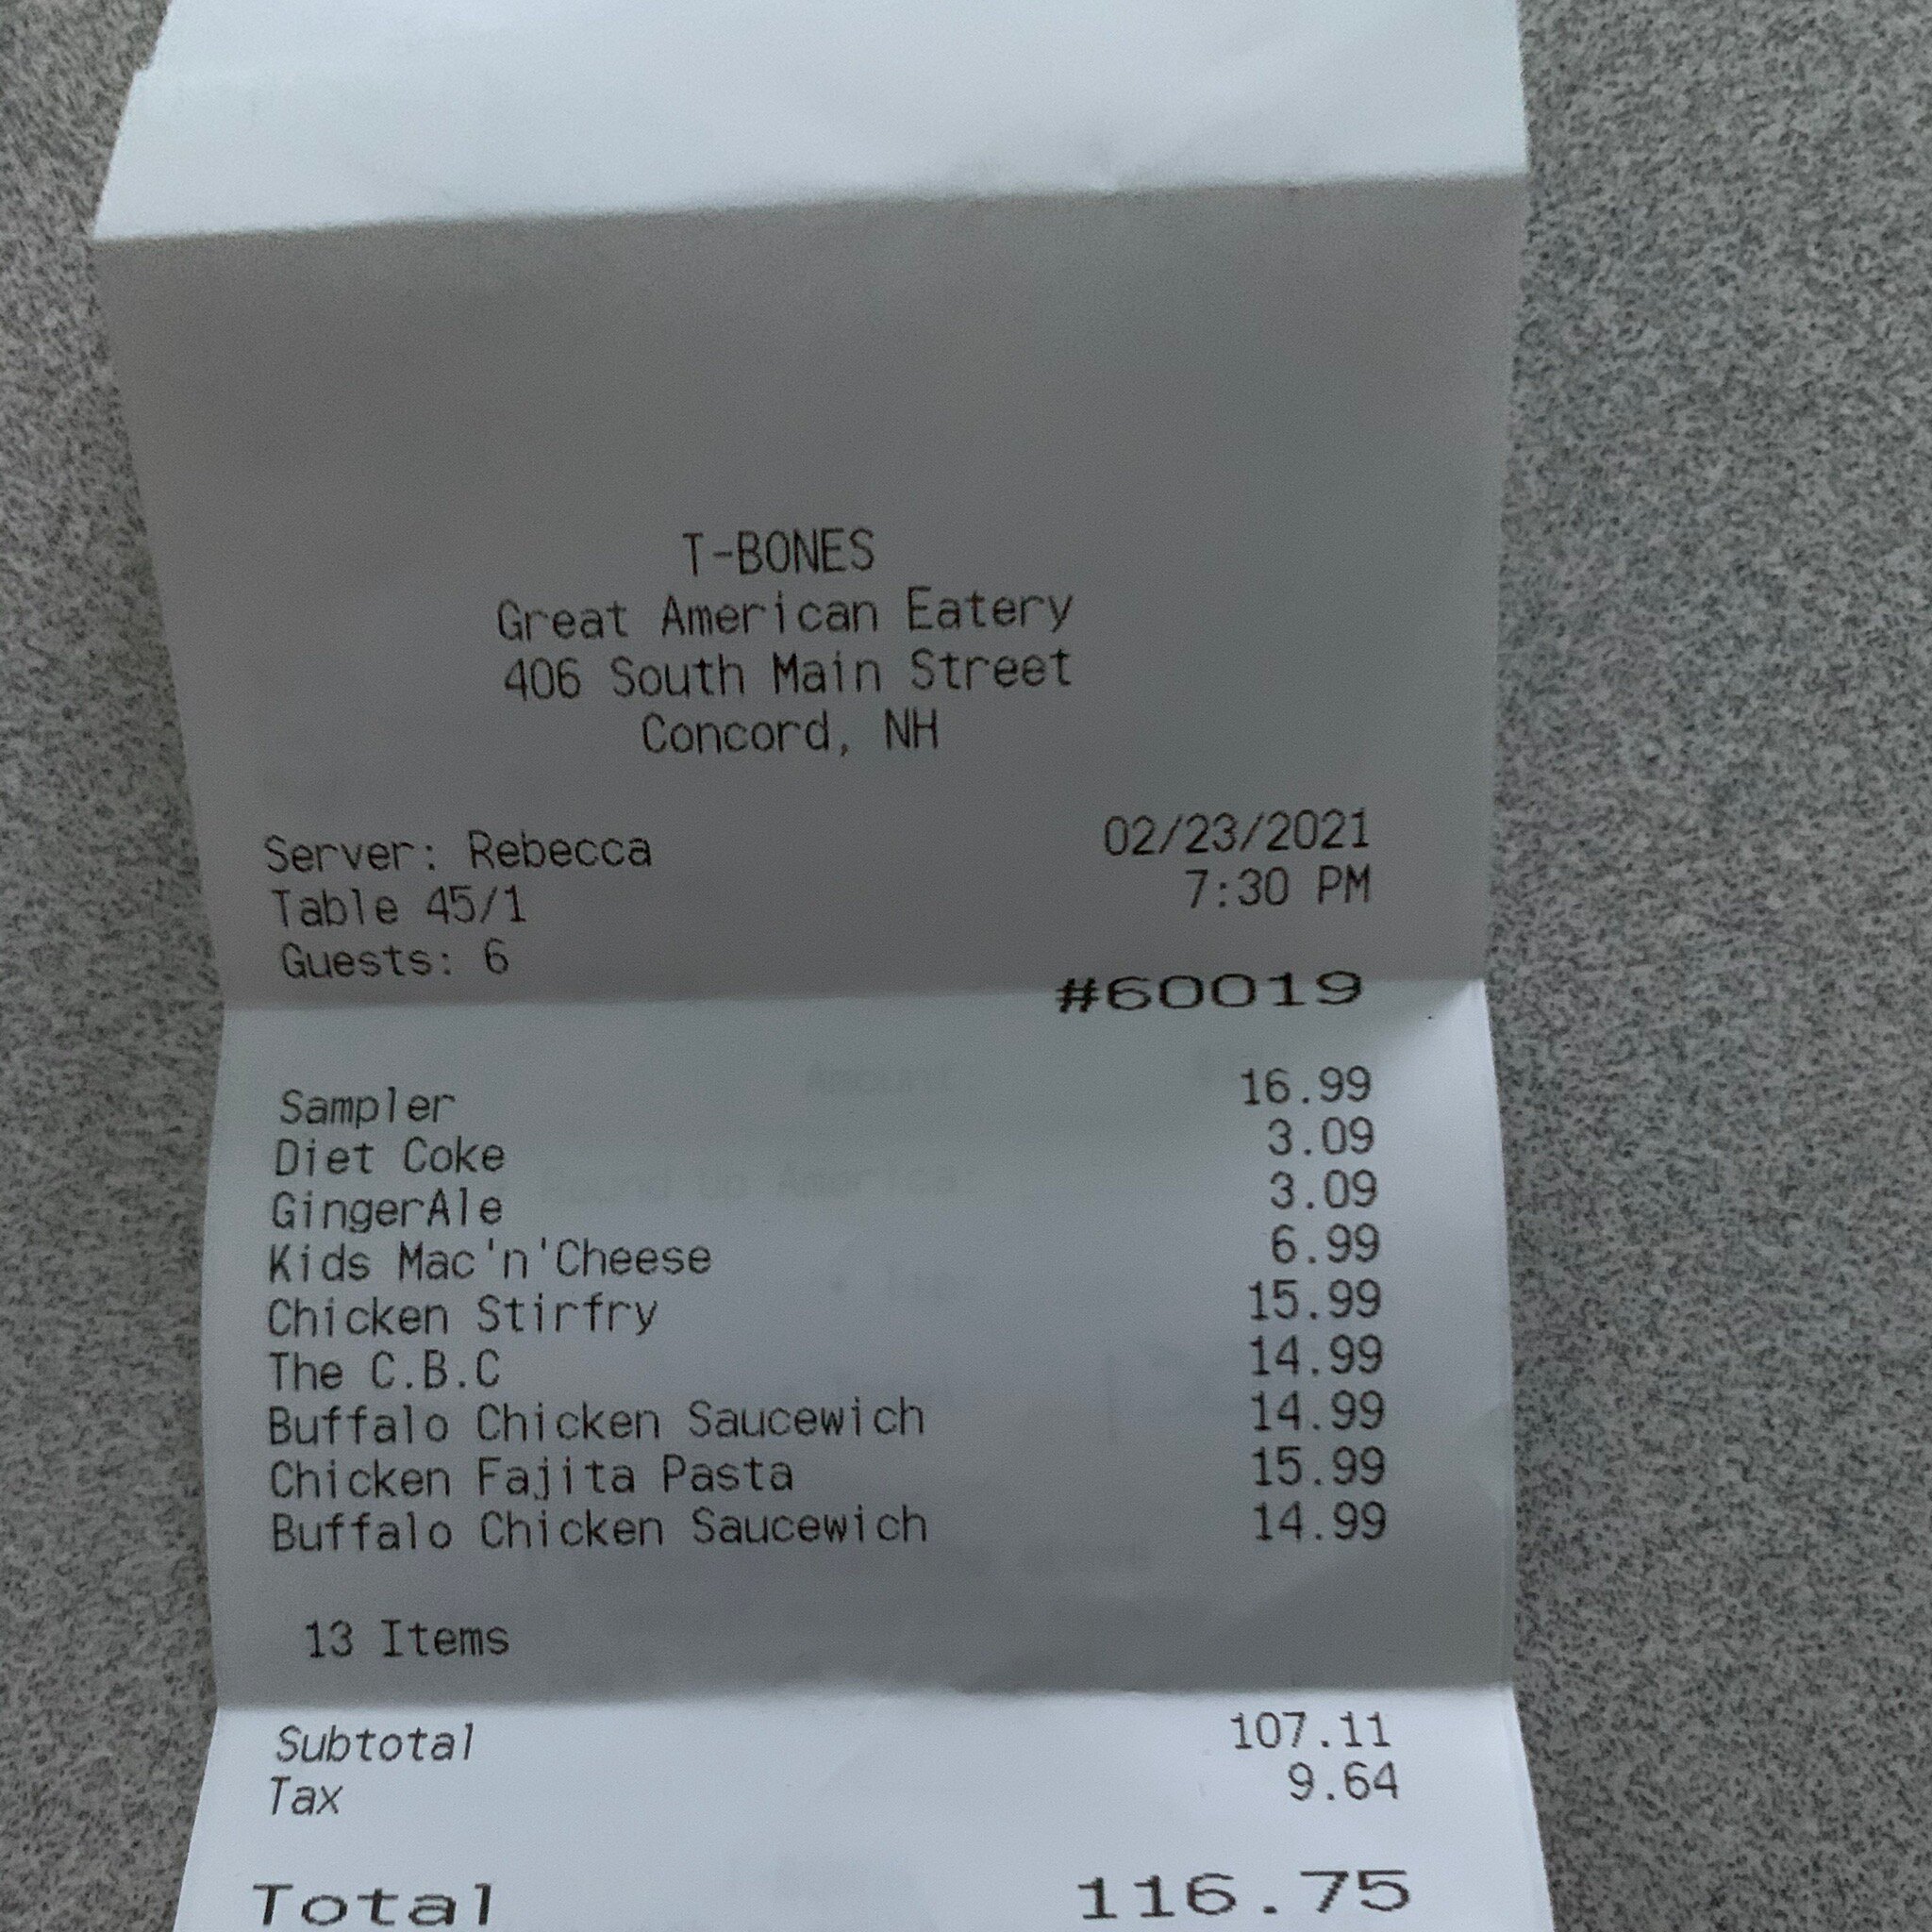 T-BONES
Great American Eatery
406 South Main Street
Concord, NH
Server: Rebecca 02/23/2021
Table 45/1 7:30 PM
Guests: 6
#60019
Sampler 16.99
Diet Coke 3.09
GingerAle 3.09
Kids Mac'n'Cheese 6.99
Chicken Stirfry 15.99
The C.B.C 14.99
Buffalo Chicken Saucewich 14.99
Chicken Fajita Pasta 15.99
Buffalo Chicken Saucewich 14.99
13 Items
Subtotal 107.11
Tax 9.64
Total 116.75